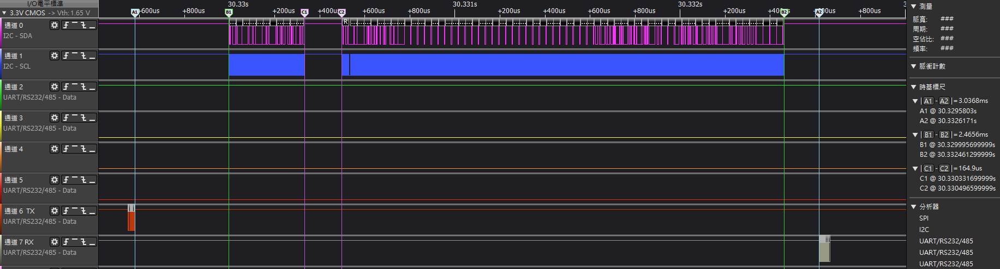 I/O電平標準
3.3V CMOS -> Vth: 1.65 V
A1 +600us +800us B1 30.33s +200us C1 +400us C2 +600us +800us 30.331s +200us +400us +600us +800us 30.332s +200us +400us B2 A2 +600us +800us
通道 0
I2C - SDA
R
通道 1
I2C - SCL
通道 2
UART/RS232/485 - Data
通道 3
UART/RS232/485 - Data
通道 4
通道 5
UART/RS232/485 - Data
通道 6 TX
UART/RS232/485 - Data
通道 7 RX
UART/RS232/485 - Data
測量
脈寬: ###
周期: ###
空佔比: ###
頻率: ###
脈衝計數
時基標尺
| A1 - A2 | = 3.0368ms
A1 @ 30.3295803s
A2 @ 30.3326171s
| B1 - B2 | = 2.4656ms
B1 @ 30.329995699999s
B2 @ 30.332461299999s
| C1 - C2 | = 164.9us
C1 @ 30.330331699999s
C2 @ 30.330496599999s
分析器
SPI
I2C
UART/RS232/485
UART/RS232/485
UART/RS232/485